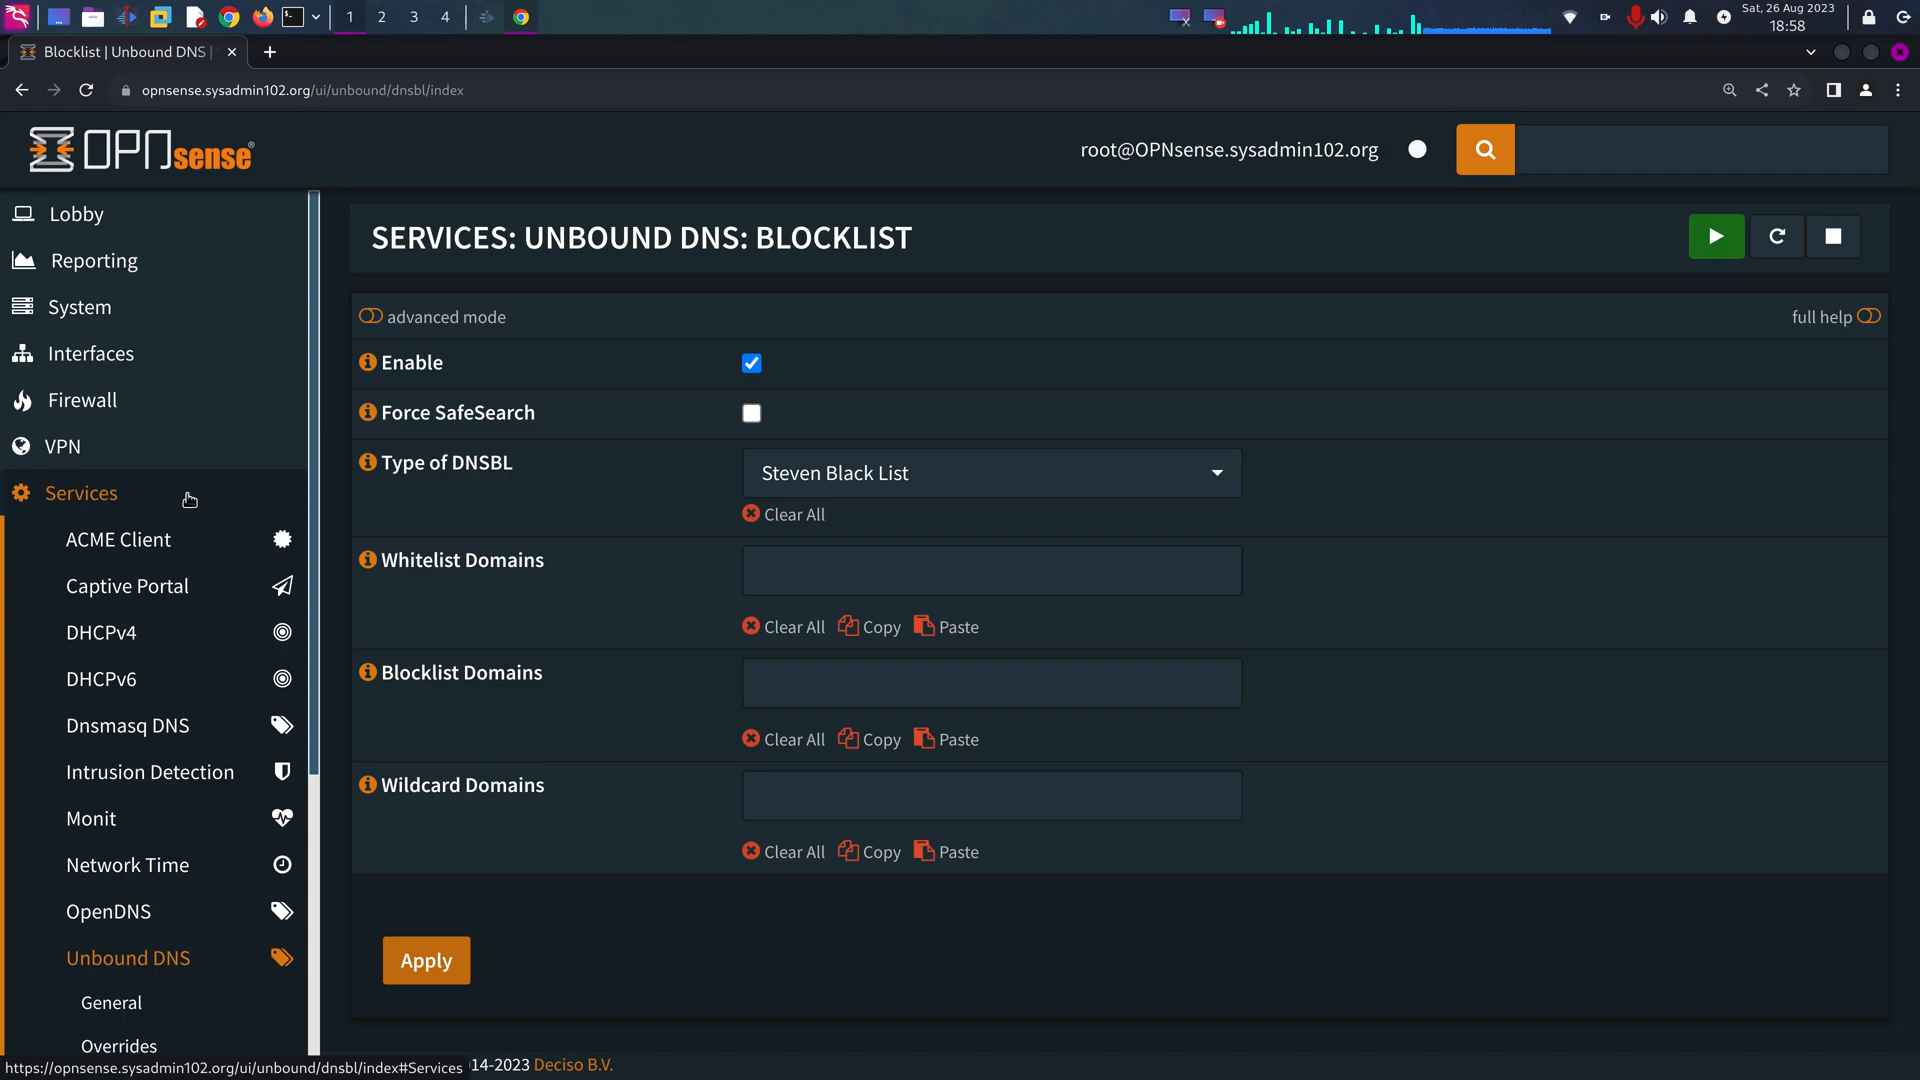 1 2 3 4
Sat, 26 Aug 2023
18:58
Blocklist | Unbound DNS |
opnsense.sysadmin102.org/ui/unbound/dnsbl/index
OPNsense®
root@OPNsense.sysadmin102.org
Lobby
Reporting
System
Interfaces
Firewall
VPN
Services
ACME Client
Captive Portal
DHCPv4
DHCPv6
Dnsmasq DNS
Intrusion Detection
Monit
Network Time
OpenDNS
Unbound DNS
General
Overrides
SERVICES: UNBOUND DNS: BLOCKLIST
advanced mode
full help
Enable
Force SafeSearch
Type of DNSBL
Steven Black List
Clear All
Whitelist Domains
Clear All Copy Paste
Blocklist Domains
Clear All Copy Paste
Wildcard Domains
Clear All Copy Paste
Apply
https://opnsense.sysadmin102.org/ui/unbound/dnsbl/index#Services
14-2023 Deciso B.V.